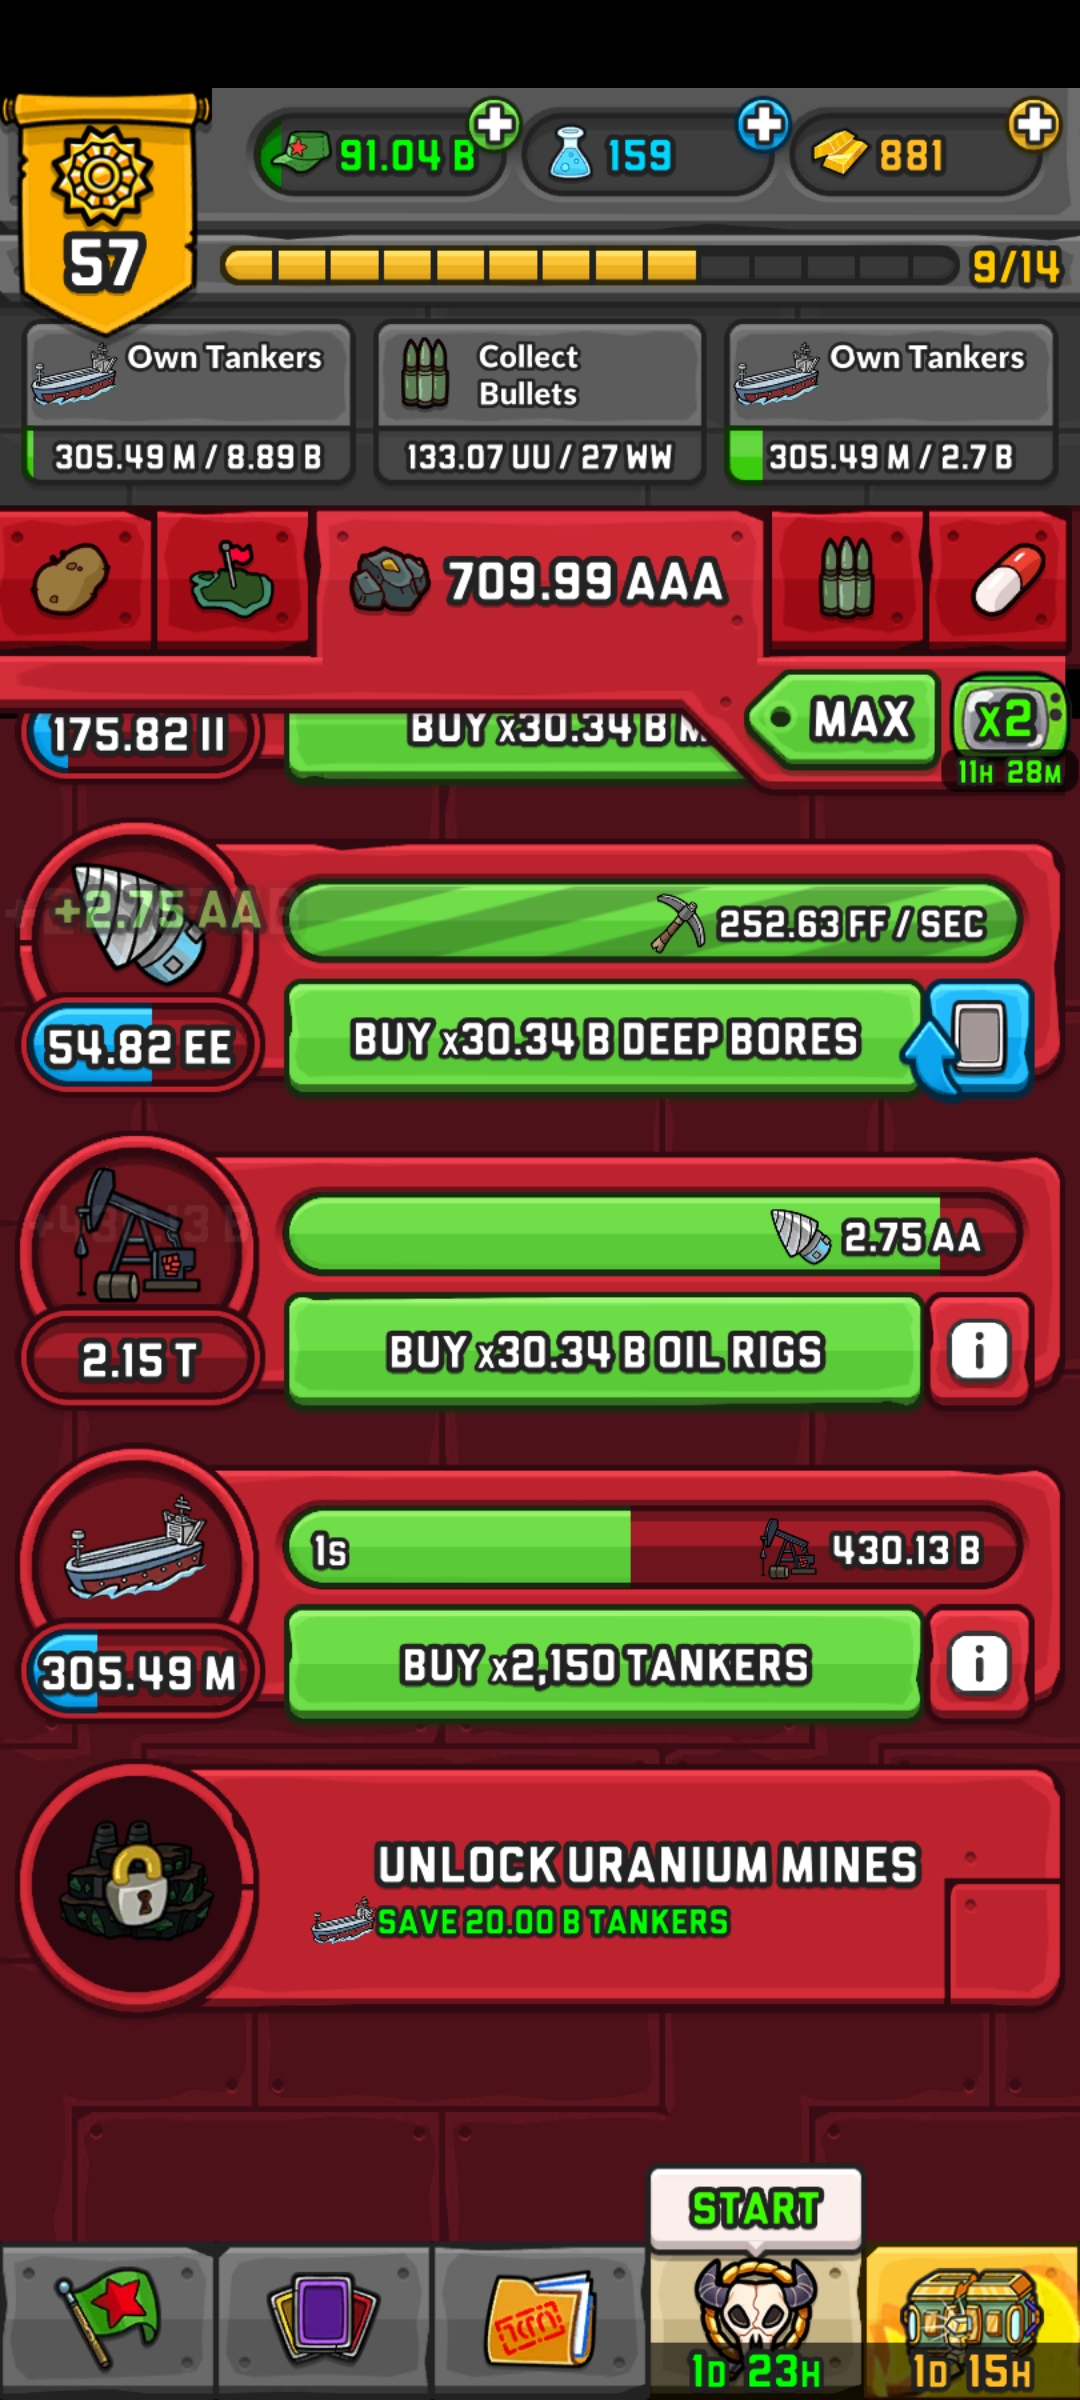 91.04 B
159
881
57
9/14
Own Tankers
305.49 M / 8.89 B
Collect
Bullets
133.07 UU / 27 WW
Own Tankers
305.49 M / 2.7 B
709.99 AAA
MAX
x2
11H 28M
175.82 II
BUY x30.34 B
+2.75 AA
252.63 FF / SEC
54.82 EE
BUY x30.34 B DEEP BORES
2.75 AA
2.15 T
BUY x30.34 B OIL RIGS
i
1s
430.13 B
305.49 M
BUY x2,150 TANKERS
i
UNLOCK URANIUM MINES
SAVE 20.00 B TANKERS
START
1D 23H
1D 15H